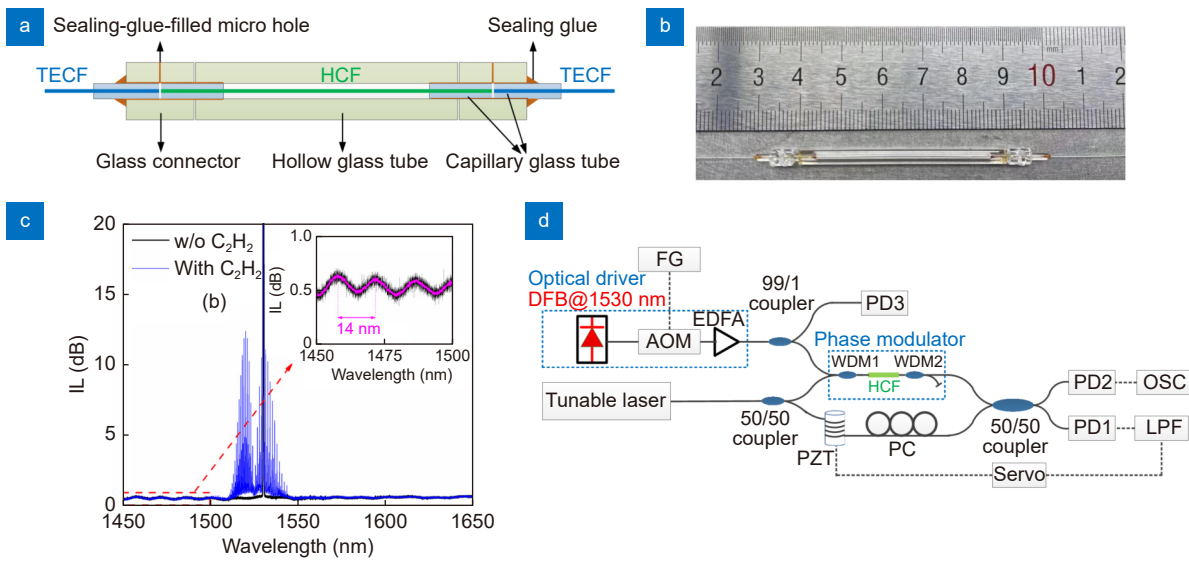 a
Sealing-glue-filled micro hole
Sealing glue
TECF
HCF
TECF
Glass connector
Hollow glass tube
Capillary glass tube
b
mm
2 3 4 5 6 7 8 9 10 1 2
c
IL (dB)
20
15
10
5
0
w/o C₂H₂
With C₂H₂
(b)
IL (dB)
1.0
0.5
0.0
14 nm
1450 1475 1500
Wavelength (nm)
1450 1500 1550 1600 1650
Wavelength (nm)
d
FG
Optical driver
DFB@1530 nm
99/1
coupler
PD3
EDFA
AOM
Phase modulator
WDM1 WDM2
HCF
Tunable laser
50/50
coupler
PZT
PC
50/50
coupler
PD2 OSC
PD1 LPF
Servo